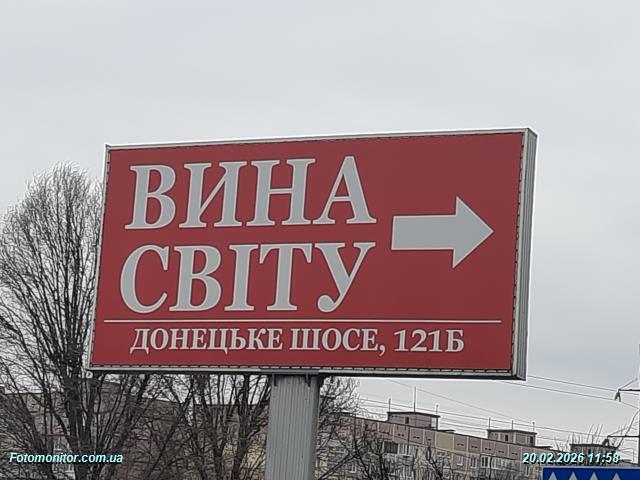 ВИНА
СВІТУ
ДОНЕЦЬКЕ ШОСЕ, 121Б
Fotomonitor.com.ua
20.02.2026 11:58